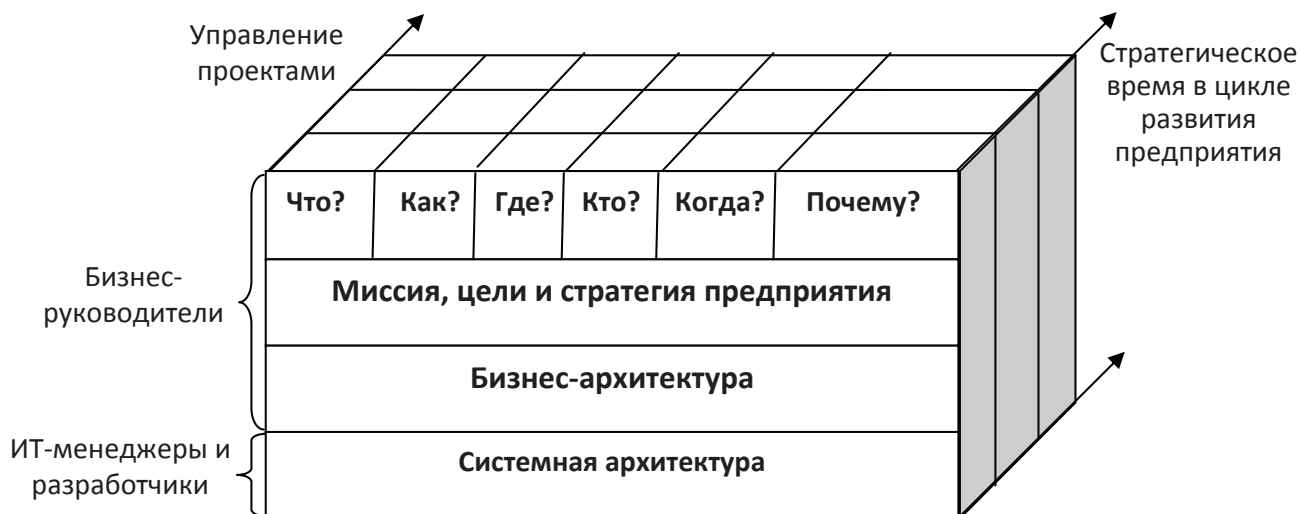 Управление
проектами
Стратегическое
время в цикле
развития
предприятия
Что? Как? Где? Кто? Когда? Почему?
Бизнес-
руководители
Миссия, цели и стратегия предприятия
Бизнес-архитектура
ИТ-менеджеры и
разработчики
Системная архитектура